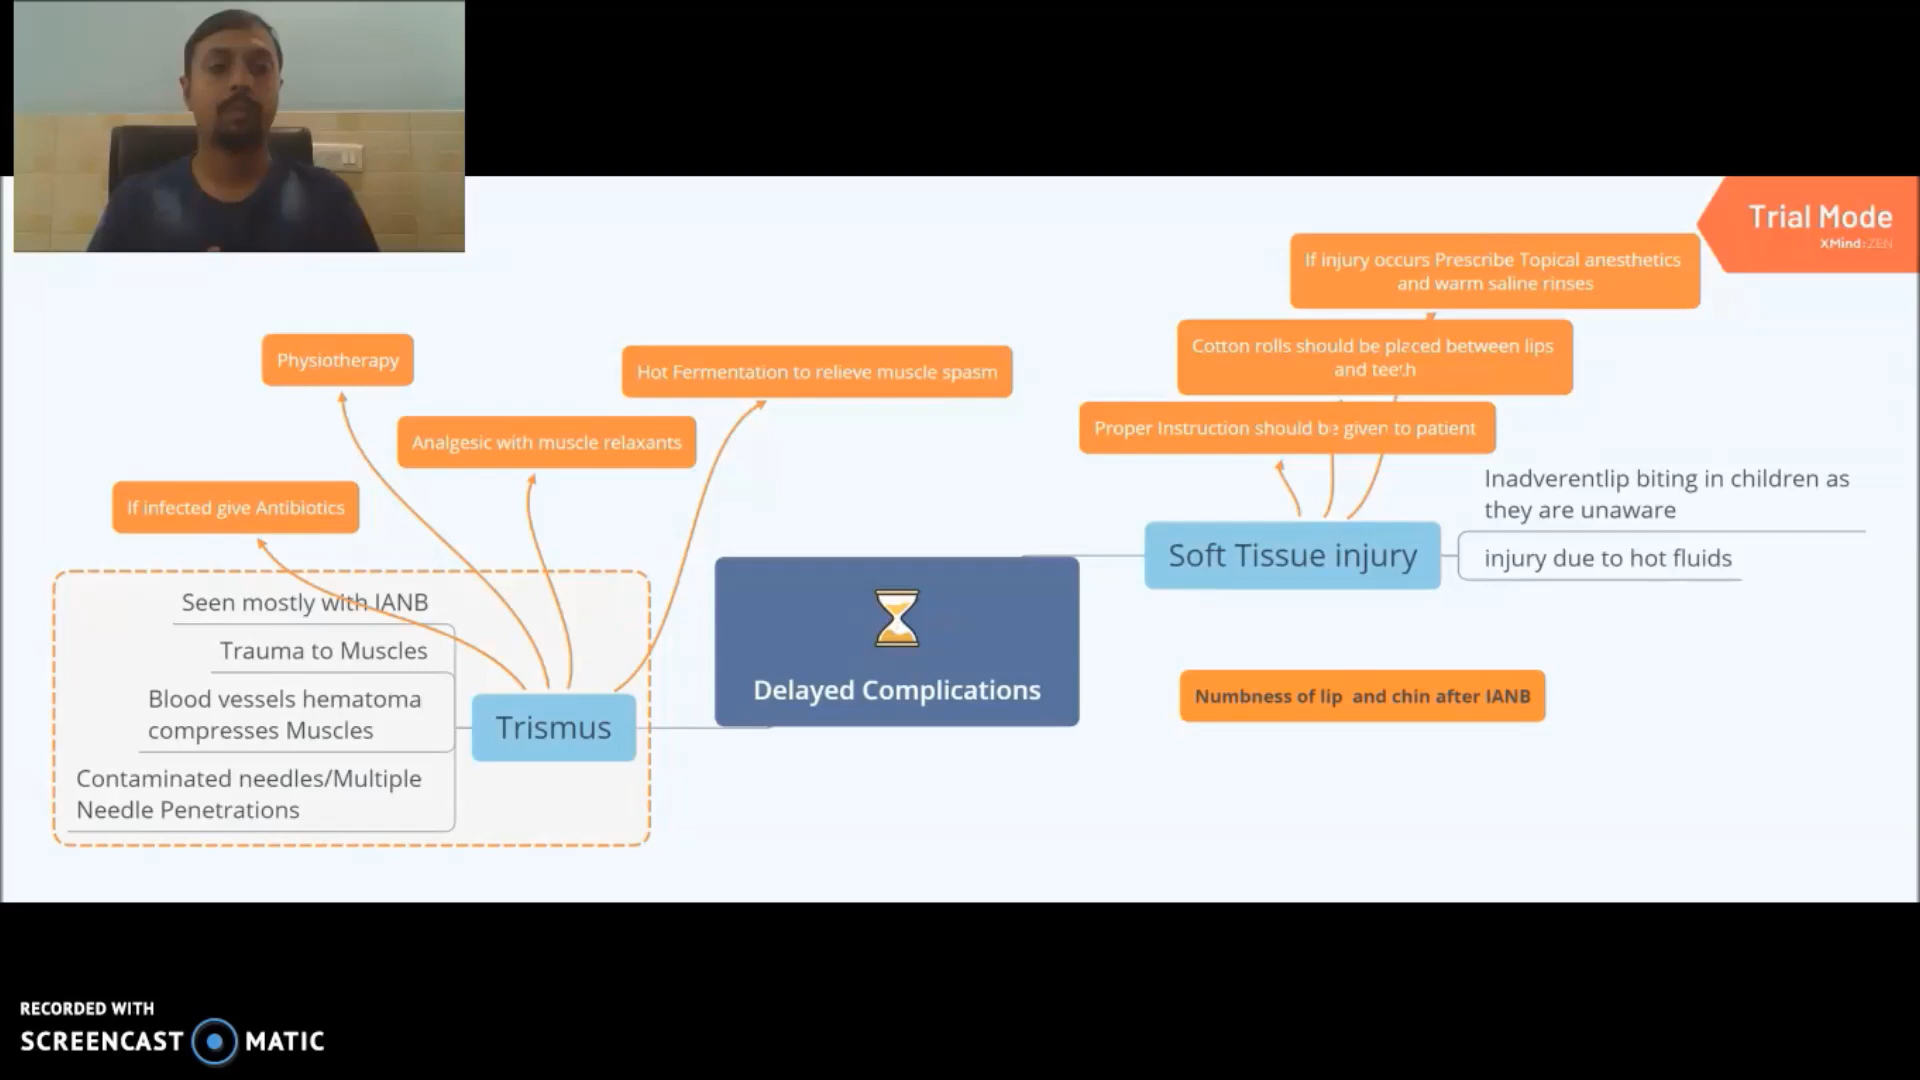 Trial Mode
XMind:ZEN
If injury occurs Prescribe Topical anesthetics
and warm saline rinses
Cotton rolls should be placed between lips
and teeth
Proper Instruction should be given to patient
Physiotherapy
Hot Fermentation to relieve muscle spasm
Analgesic with muscle relaxants
If infected give Antibiotics
Inadverentlip biting in children as
they are unaware
Soft Tissue injury
injury due to hot fluids
Seen mostly with IANB
Trauma to Muscles
Blood vessels hematoma
compresses Muscles
Contaminated needles/Multiple
Needle Penetrations
Trismus
Delayed Complications
Numbness of lip and chin after IANB
RECORDED WITH
SCREENCAST MATIC